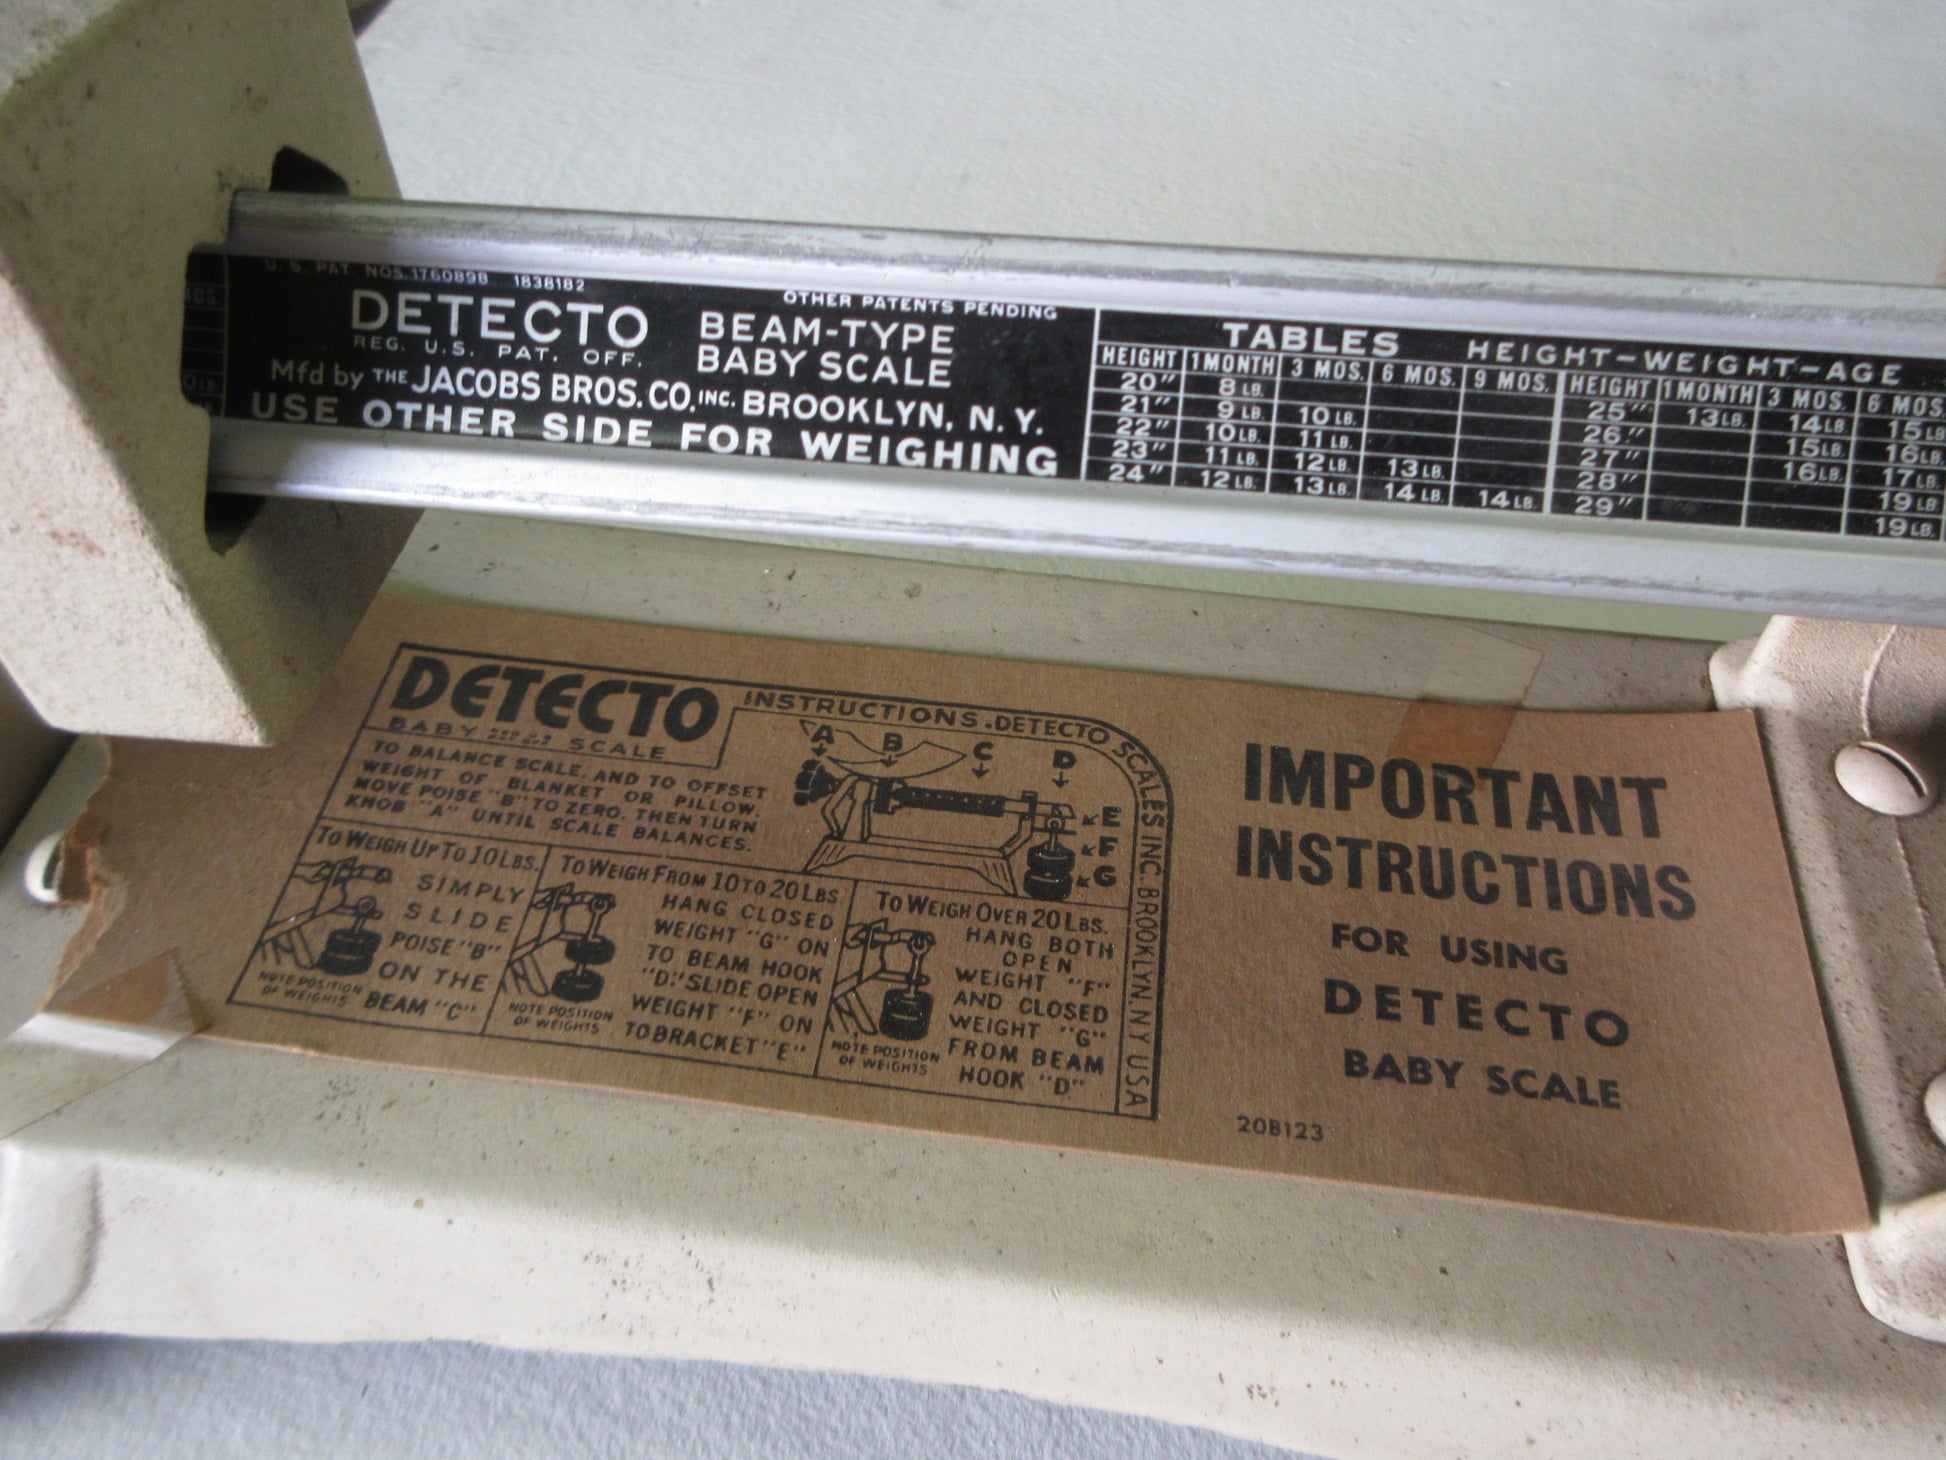 U. S. PAT. NOS. 1760898 1838182
OTHER PATENTS PENDING
DETECTO
REG. U.S. PAT. OFF.
BEAM-TYPE
BABY SCALE
Mfd by THE JACOBS BROS. CO. INC. BROOKLYN, N. Y.
USE OTHER SIDE FOR WEIGHING
TABLES HEIGHT-WEIGHT-AGE
HEIGHT 1 MONTH 3 MOS. 6 MOS. 9 MOS. HEIGHT 1 MONTH 3 MOS. 6 MOS.
20" 8 LB. 25" 13 LB. 14 LB. 15 LB
21" 9 LB. 10 LB. 26" 15 LB. 16 LB.
22" 10 LB. 11 LB. 27" 16 LB. 17 LB.
23" 11 LB. 12 LB. 13 LB. 28" 19 LB
24" 12 LB. 13 LB. 14 LB. 14 LB. 29" 19 LB.
DETECTO
BABY SCALE
INSTRUCTIONS. DETECTO SCALES INC. BROOKLYN. N.Y USA
TO BALANCE SCALE, AND TO OFFSET
WEIGHT OF BLANKET OR PILLOW,
MOVE POISE "B" TO ZERO. THEN TURN
KNOB "A" UNTIL SCALE BALANCES.
A B C D
E
F
G
TO WEIGH UP TO 10 LBS.
SIMPLY
SLIDE
POISE "B"
ON THE
BEAM "C"
NOTE POSITION
OF WEIGHTS
TO WEIGH FROM 10 TO 20 LBS.
HANG CLOSED
WEIGHT "G" ON
TO BEAM HOOK
"D." SLIDE OPEN
WEIGHT "F" ON
TO BRACKET "E"
NOTE POSITION
OF WEIGHTS
TO WEIGH OVER 20 LBS.
HANG BOTH
OPEN
WEIGHT "F"
AND CLOSED
WEIGHT "G"
FROM BEAM
HOOK "D"
NOTE POSITION
OF WEIGHTS
IMPORTANT
INSTRUCTIONS
FOR USING
DETECTO
BABY SCALE
20B123